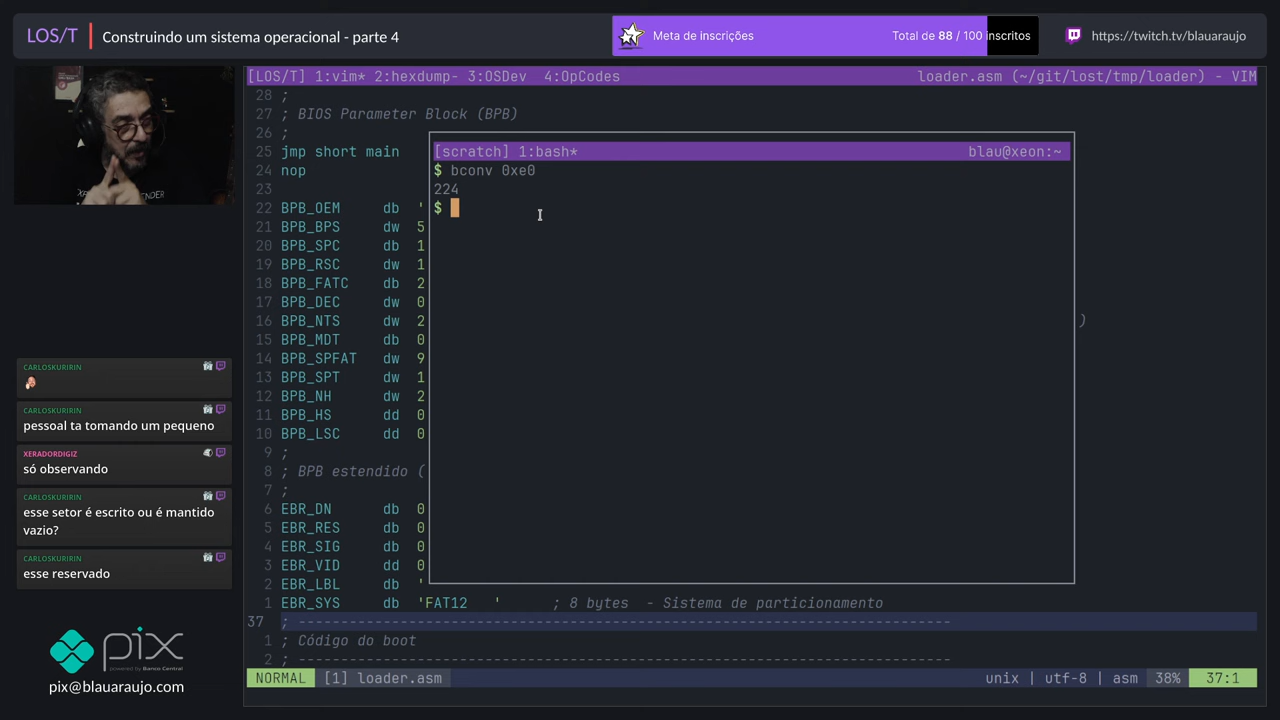 LOS/T
Construindo um sistema operacional - parte 4
Meta de inscrições
Total de 88 / 100 inscritos
https://twitch.tv/blauaraujo
[LOS/T] 1:vim* 2:hexdump- 3:OSDev 4:OpCodes
loader.asm (~/git/lost/tmp/loader) - VIM
28 ;
27 ; BIOS Parameter Block (BPB)
26 ;
25 jmp short main
24 nop
23
22 BPB_OEM db '
21 BPB_BPS dw 5
20 BPB_SPC db 1
19 BPB_RSC dw 1
18 BPB_FATC db 2
17 BPB_DEC dw 0
16 BPB_NTS dw 2 )
15 BPB_MDT db 0
14 BPB_SPFAT dw 9
13 BPB_SPT dw 1
12 BPB_NH dw 2
11 BPB_HS dd 0
10 BPB_LSC dd 0
9 ;
8 ; BPB estendido (
7 ;
6 EBR_DN db 0
5 EBR_RES db 0
4 EBR_SIG db 0
3 EBR_VID dd 0
2 EBR_LBL db '
1 EBR_SYS db 'FAT12   ' ; 8 bytes - Sistema de particionamento
37 ; -------------------------------------------------------------------------------
1 ; Código do boot
2 ; -------------------------------------------------------------------------------
NORMAL [1] loader.asm
unix | utf-8 | asm 38% 37:1
[scratch] 1:bash*
blau@xeon:~
$ bconv 0xe0
224
$
CARLOSKURIRIN
CARLOSKURIRIN
pessoal ta tomando um pequeno
XERADORDIGIZ
só observando
CARLOSKURIRIN
esse setor é escrito ou é mantido
vazio?
CARLOSKURIRIN
esse reservado
pix
powered by Banco Central
pix@blauaraujo.com